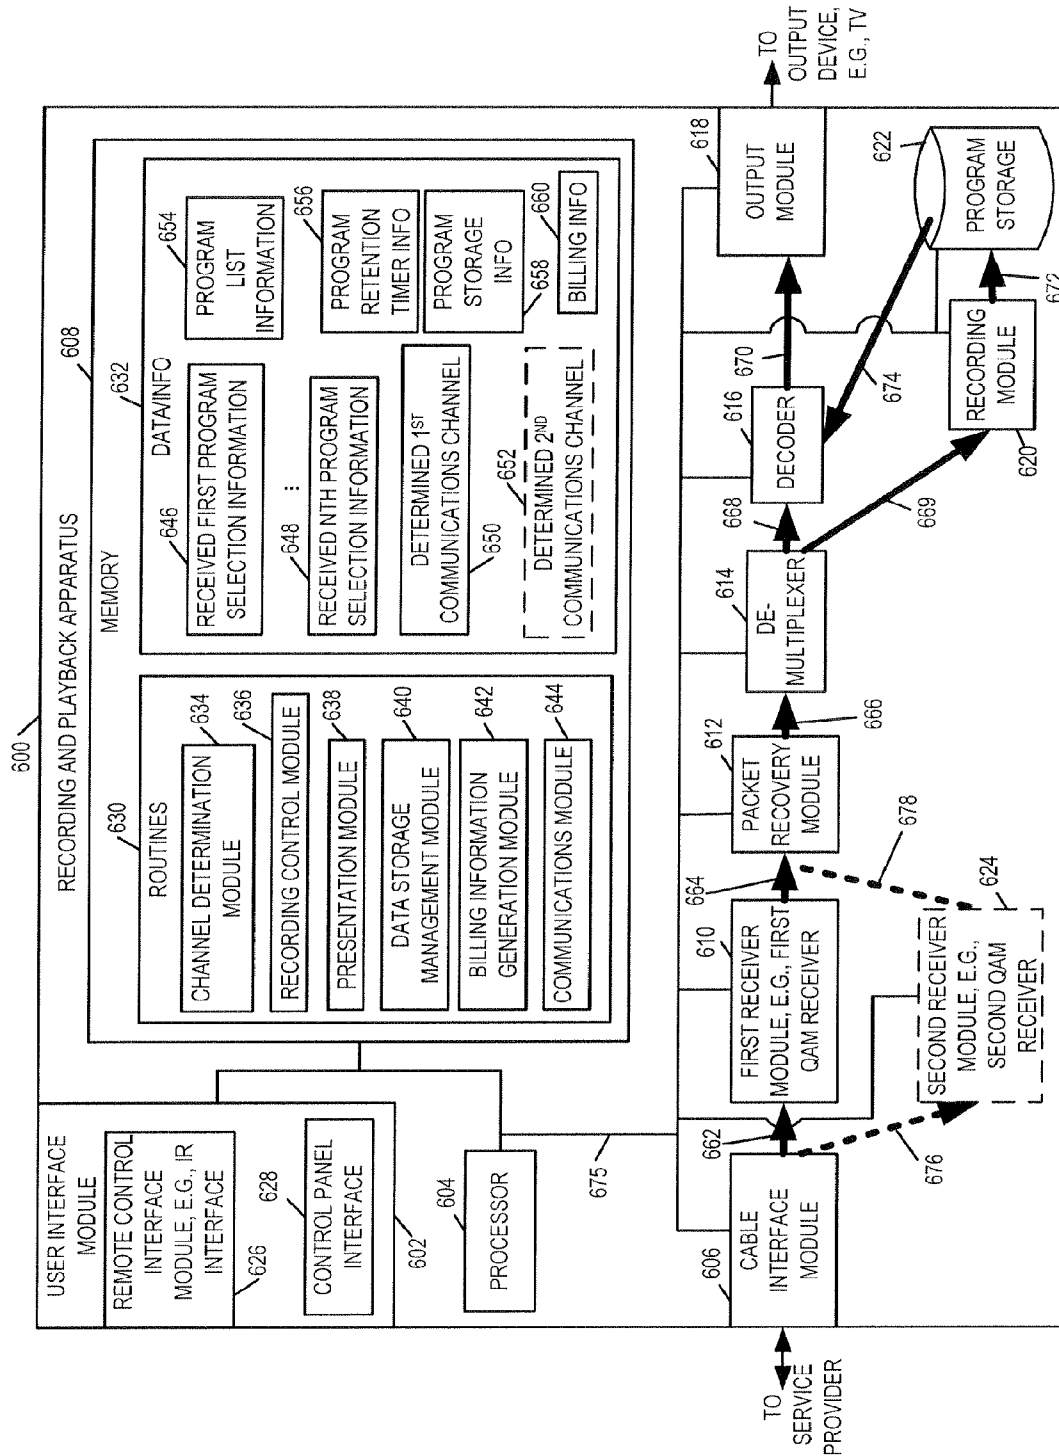 600
RECORDING AND PLAYBACK APPARATUS
608
USER INTERFACE
MODULE
REMOTE CONTROL
INTERFACE
MODULE, E.G., IR
INTERFACE
626
628
CONTROL PANEL
INTERFACE
602
604
PROCESSOR
MEMORY
630
ROUTINES
634
CHANNEL DETERMINATION
MODULE
636
RECORDING CONTROL MODULE
638
PRESENTATION MODULE
640
DATA STORAGE
MANAGEMENT MODULE
642
BILLING INFORMATION
GENERATION MODULE
644
COMMUNICATIONS MODULE
632
DATA/INFO
646
RECEIVED FIRST PROGRAM
SELECTION INFORMATION
⋮
648
RECEIVED NTH PROGRAM
SELECTION INFORMATION
DETERMINED 1ST
COMMUNICATIONS CHANNEL
650
652
DETERMINED 2ND
COMMUNICATIONS CHANNEL
654
PROGRAM
LIST
INFORMATION
656
PROGRAM
RETENTION
TIMER INFO
PROGRAM
STORAGE
INFO
658
660
BILLING INFO
675
606
CABLE
INTERFACE
MODULE
TO
SERVICE
PROVIDER
662
676
610
FIRST RECEIVER
MODULE, E.G., FIRST
QAM RECEIVER
664
624
SECOND RECEIVER
MODULE, E.G.,
SECOND QAM
RECEIVER
678
612
PACKET
RECOVERY
MODULE
666
614
DE-
MULTIPLEXER
668
669
616
DECODER
670
674
618
OUTPUT
MODULE
TO
OUTPUT
DEVICE,
E.G., TV
620
RECORDING
MODULE
672
622
PROGRAM
STORAGE